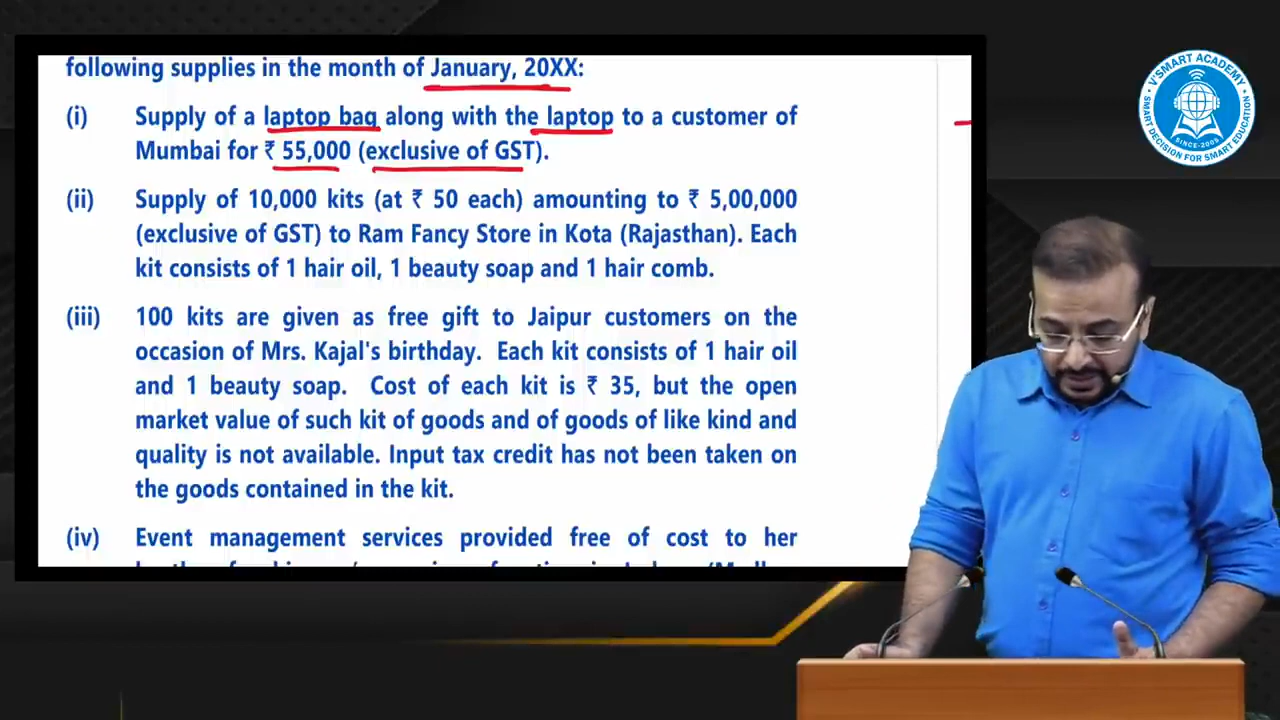 following supplies in the month of January, 20XX:
(i) Supply of a laptop bag along with the laptop to a customer of
Mumbai for ₹ 55,000 (exclusive of GST).
(ii) Supply of 10,000 kits (at ₹ 50 each) amounting to ₹ 5,00,000
(exclusive of GST) to Ram Fancy Store in Kota (Rajasthan). Each
kit consists of 1 hair oil, 1 beauty soap and 1 hair comb.
(iii) 100 kits are given as free gift to Jaipur customers on the
occasion of Mrs. Kajal's birthday. Each kit consists of 1 hair oil
and 1 beauty soap. Cost of each kit is ₹ 35, but the open
market value of such kit of goods and of goods of like kind and
quality is not available. Input tax credit has not been taken on
the goods contained in the kit.
(iv) Event management services provided free of cost to her
V'SMART ACADEMY
SINCE-2009
SMART DECISION FOR SMART EDUCATION